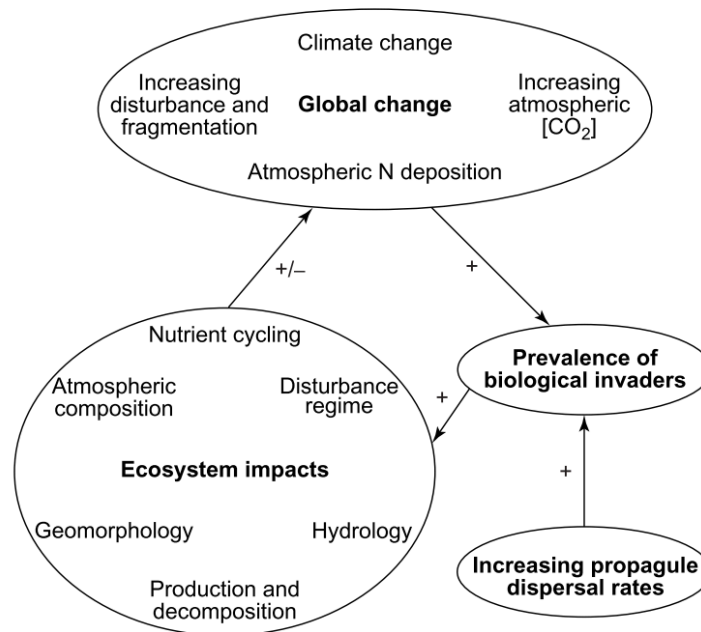 Climate change
Increasing
disturbance and
fragmentation
Global change
Increasing
atmospheric
[CO₂]
Atmospheric N deposition
+/–
+
Nutrient cycling
Atmospheric
composition
Disturbance
regime
Ecosystem impacts
Geomorphology
Hydrology
Production and
decomposition
+
Prevalence of
biological invaders
+
Increasing propagule
dispersal rates